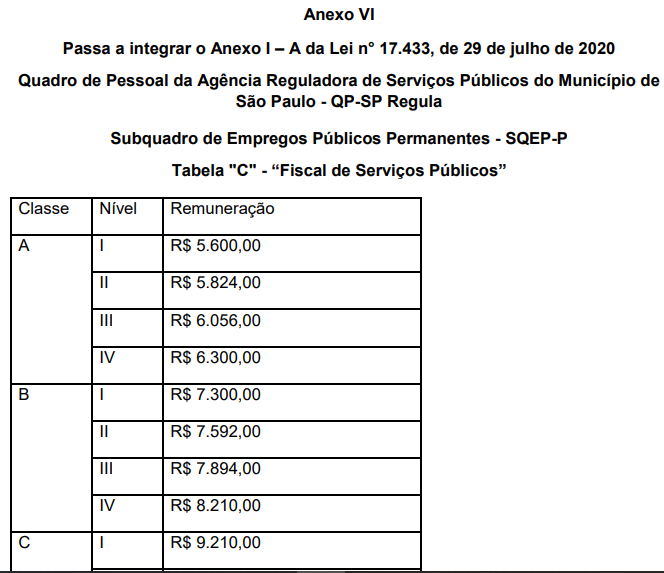 Anexo VI
Passa a integrar o Anexo I – A da Lei n° 17.433, de 29 de julho de 2020
Quadro de Pessoal da Agência Reguladora de Serviços Públicos do Município de
São Paulo - QP-SP Regula
Subquadro de Empregos Públicos Permanentes - SQEP-P
Tabela "C" - “Fiscal de Serviços Públicos”
Classe Nível Remuneração
A I R$ 5.600,00
II R$ 5.824,00
III R$ 6.056,00
IV R$ 6.300,00
B I R$ 7.300,00
II R$ 7.592,00
III R$ 7.894,00
IV R$ 8.210,00
C I R$ 9.210,00